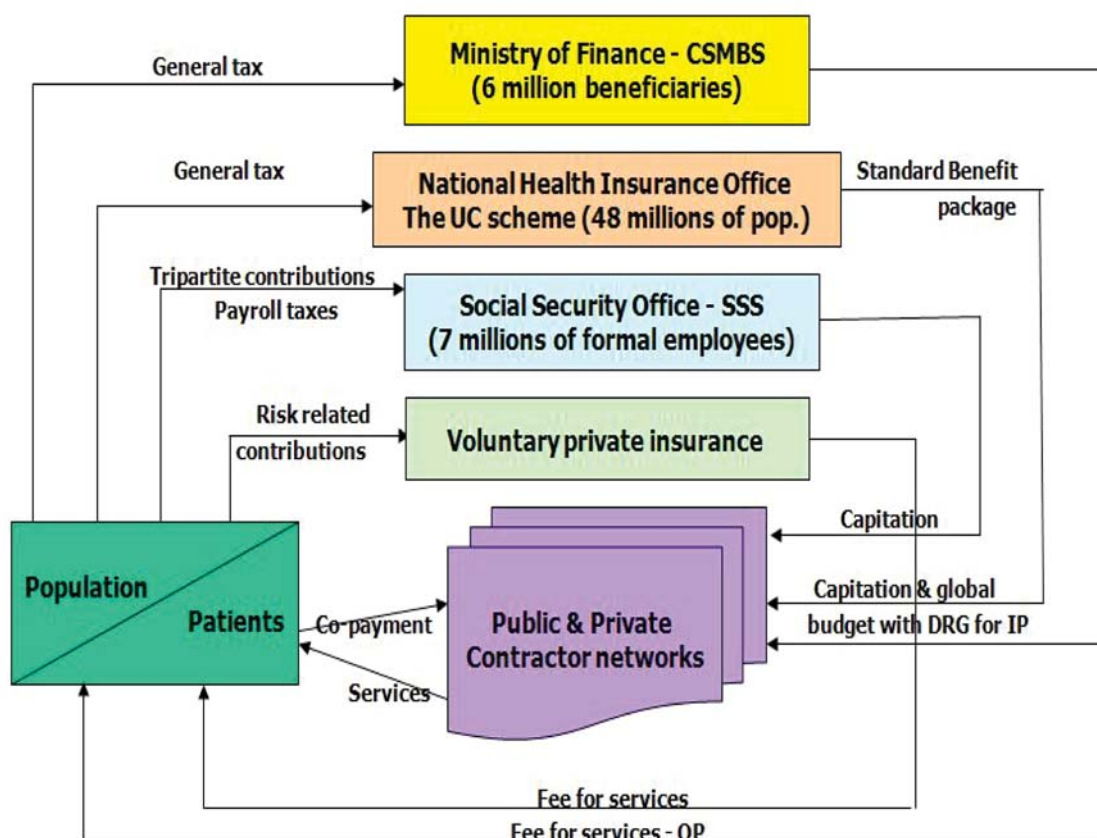 General tax
Ministry of Finance - CSMBS
(6 million beneficiaries)
General tax
National Health Insurance Office
The UC scheme (48 millions of pop.)
Standard Benefit
package
Tripartite contributions
Payroll taxes
Social Security Office - SSS
(7 millions of formal employees)
Risk related
contributions
Voluntary private insurance
Capitation
Population
Patients
Co-payment
Services
Public & Private
Contractor networks
Capitation & global
budget with DRG for IP
Fee for services
Fee for services - OP